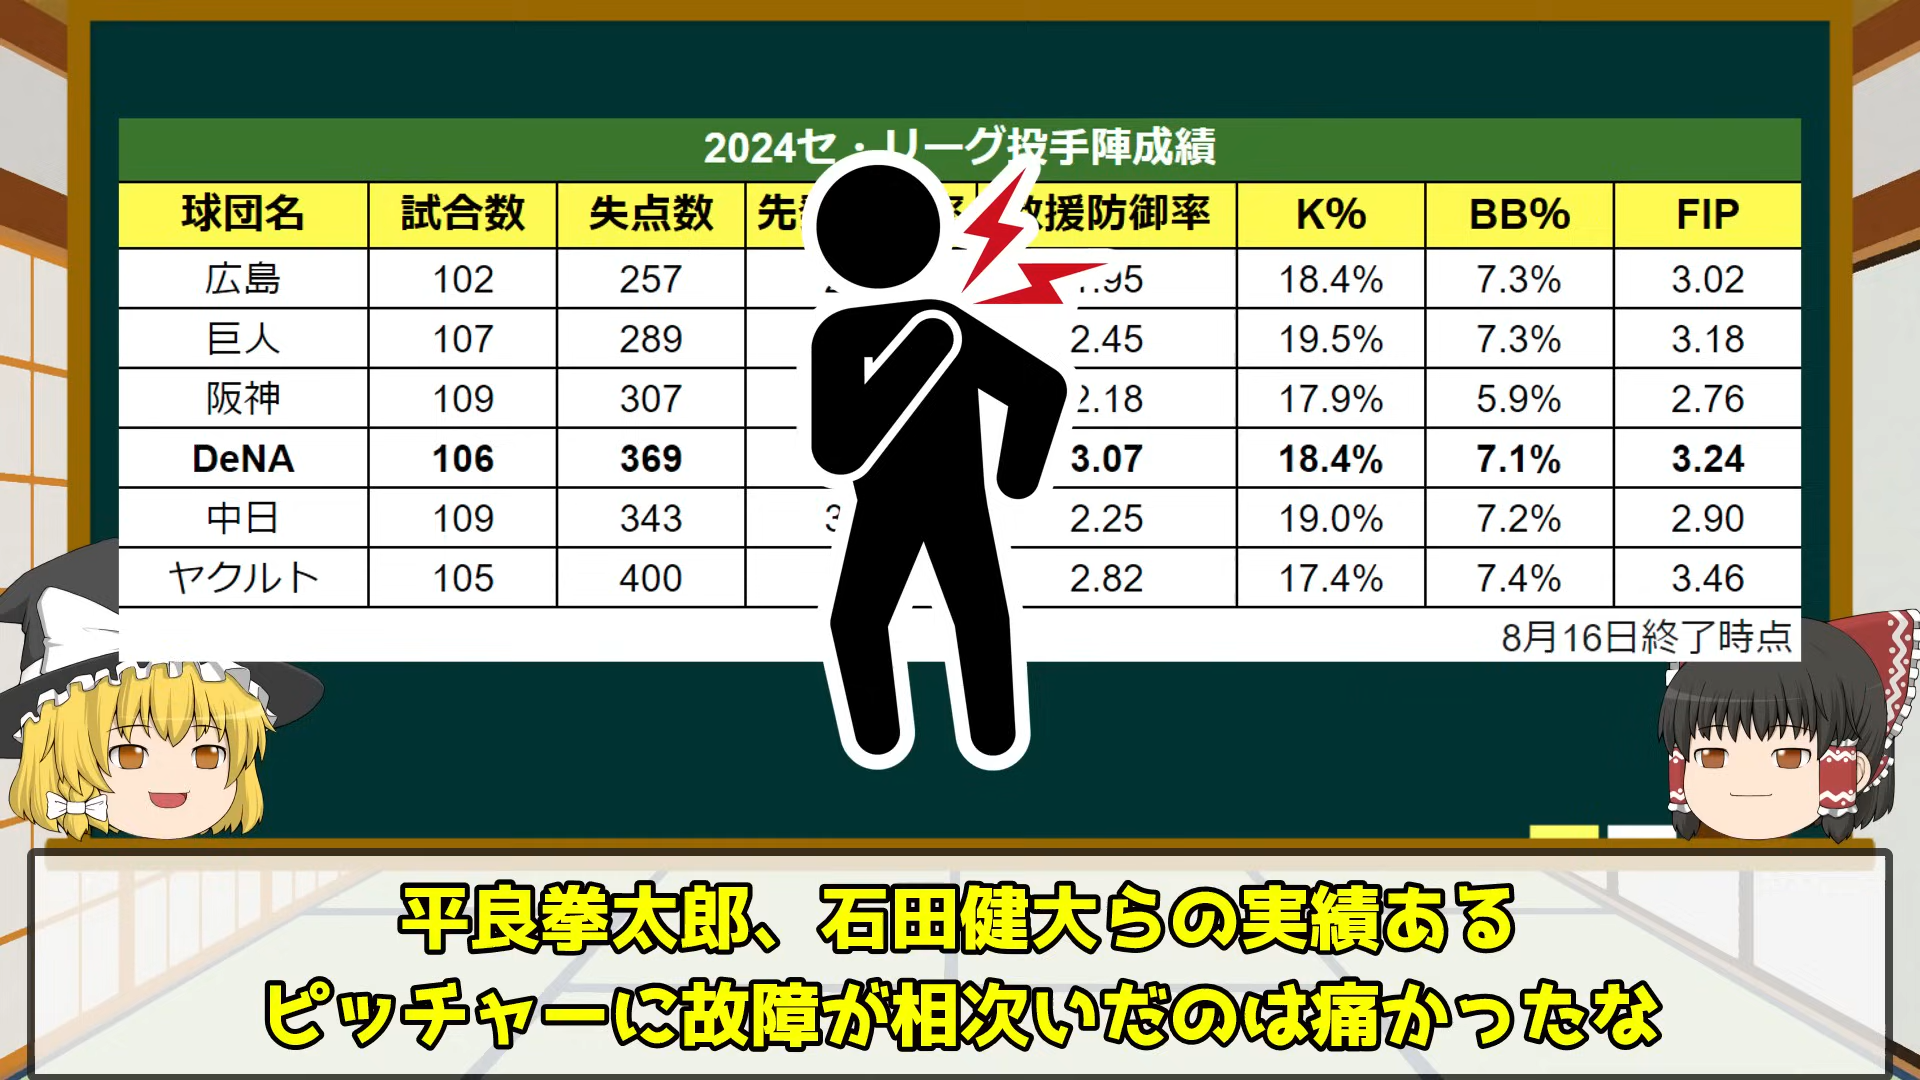 2024セ・リーグ投手陣成績
球団名 試合数 失点数 先 援防御率 K% BB% FIP
広島 102 257 .95 18.4% 7.3% 3.02
巨人 107 289 2.45 19.5% 7.3% 3.18
阪神 109 307 2.18 17.9% 5.9% 2.76
DeNA 106 369 3.07 18.4% 7.1% 3.24
中日 109 343 3 2.25 19.0% 7.2% 2.90
ヤクルト 105 400 2.82 17.4% 7.4% 3.46
8月16日終了時点
平良拳太郎、石田健大らの実績ある
ピッチャーに故障が相次いだのは痛かったな